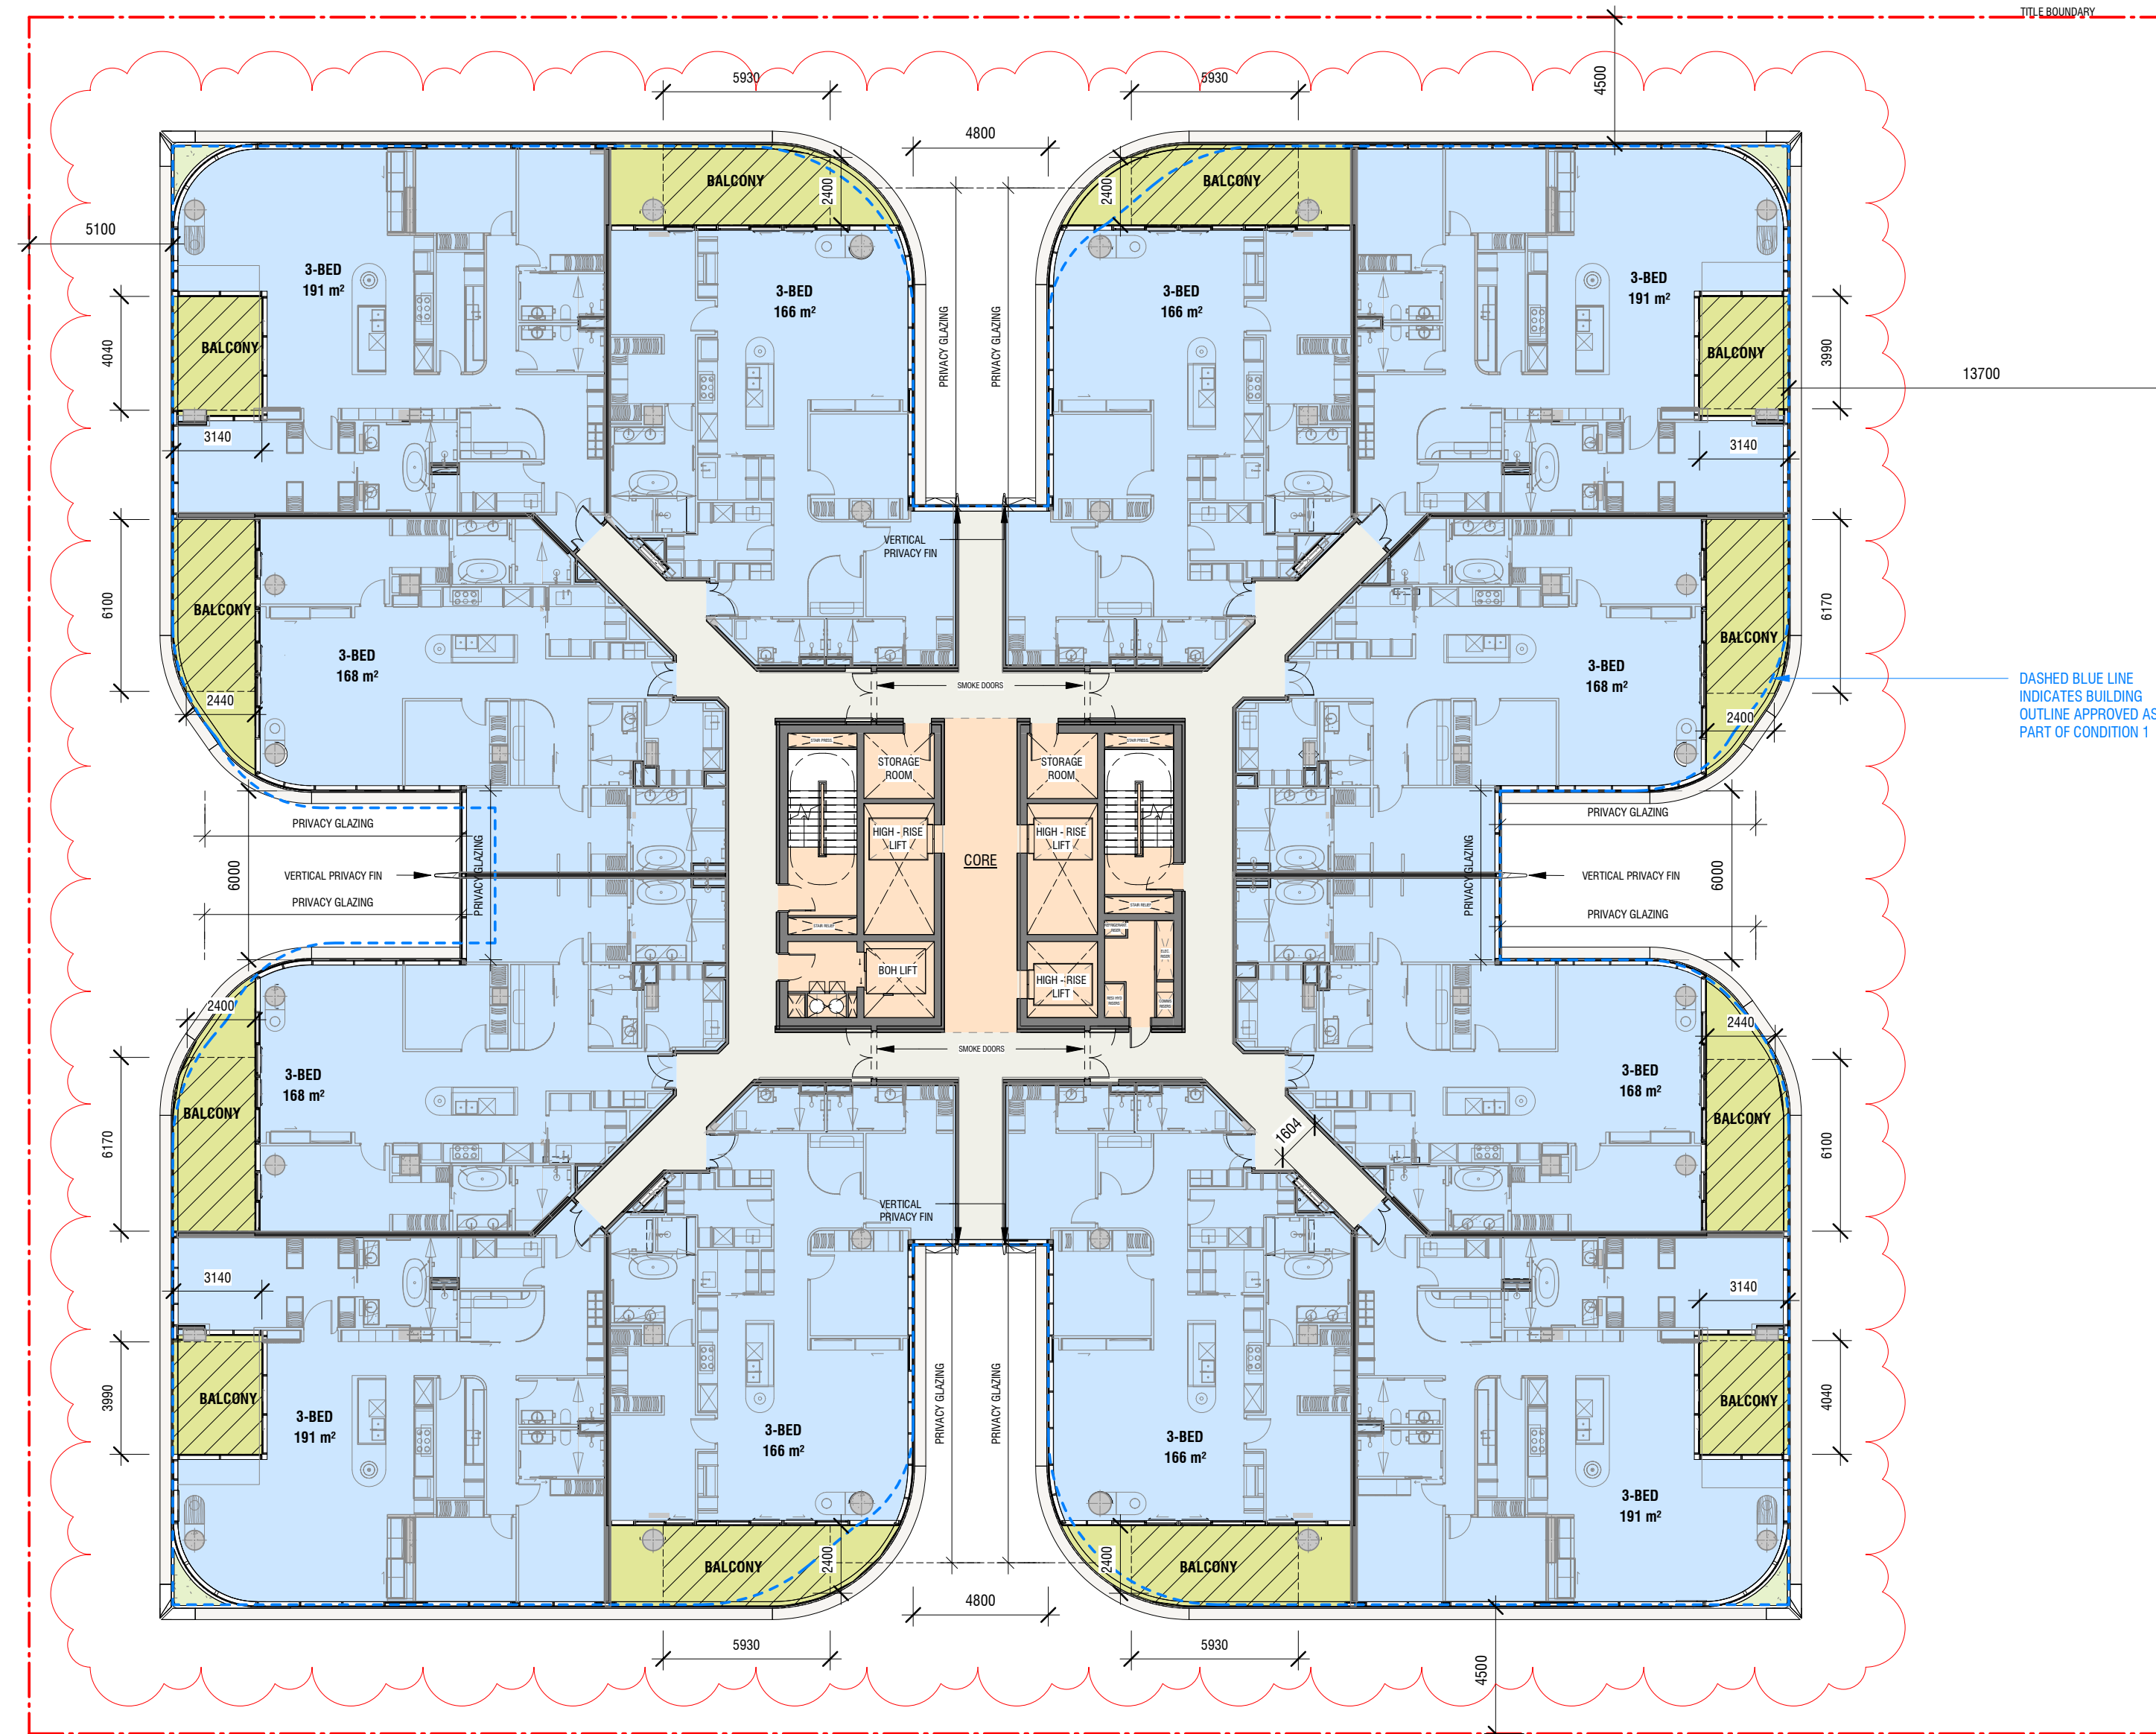 TITLE BOUNDARY
5930
5930
4500
4800
BALCONY
2400
2400
BALCONY
5100
3-BED
191 m²
3-BED
166 m²
3-BED
166 m²
3-BED
191 m²
PRIVACY GLAZING
PRIVACY GLAZING
4040
BALCONY
BALCONY
3990
13700
3140
3140
VERTICAL
PRIVACY FIN
6100
BALCONY
6170
BALCONY
3-BED
168 m²
3-BED
168 m²
SMOKE DOORS
DASHED BLUE LINE
INDICATES BUILDING
OUTLINE APPROVED AS
PART OF CONDITION 1
2440
2400
STAIR PRESS.
STORAGE
ROOM
STORAGE
ROOM
STAIR PRESS.
PRIVACY GLAZING
PRIVACY GLAZING
HIGH - RISE
LIFT
CORE
HIGH - RISE
LIFT
6000
VERTICAL PRIVACY FIN
PRIVACY GLAZING
PRIVACY GLAZING
VERTICAL PRIVACY FIN
6000
PRIVACY GLAZING
PRIVACY GLAZING
STAIR RELIEF
STAIR RELIEF
BOH LIFT
HIGH - RISE
LIFT
2400
2440
SMOKE DOORS
3-BED
168 m²
3-BED
168 m²
BALCONY
BALCONY
6170
6100
1604
VERTICAL
PRIVACY FIN
3140
3140
3990
BALCONY
BALCONY
4040
PRIVACY GLAZING
PRIVACY GLAZING
3-BED
191 m²
3-BED
166 m²
3-BED
166 m²
3-BED
191 m²
BALCONY
2400
2400
BALCONY
4800
5930
5930
4500